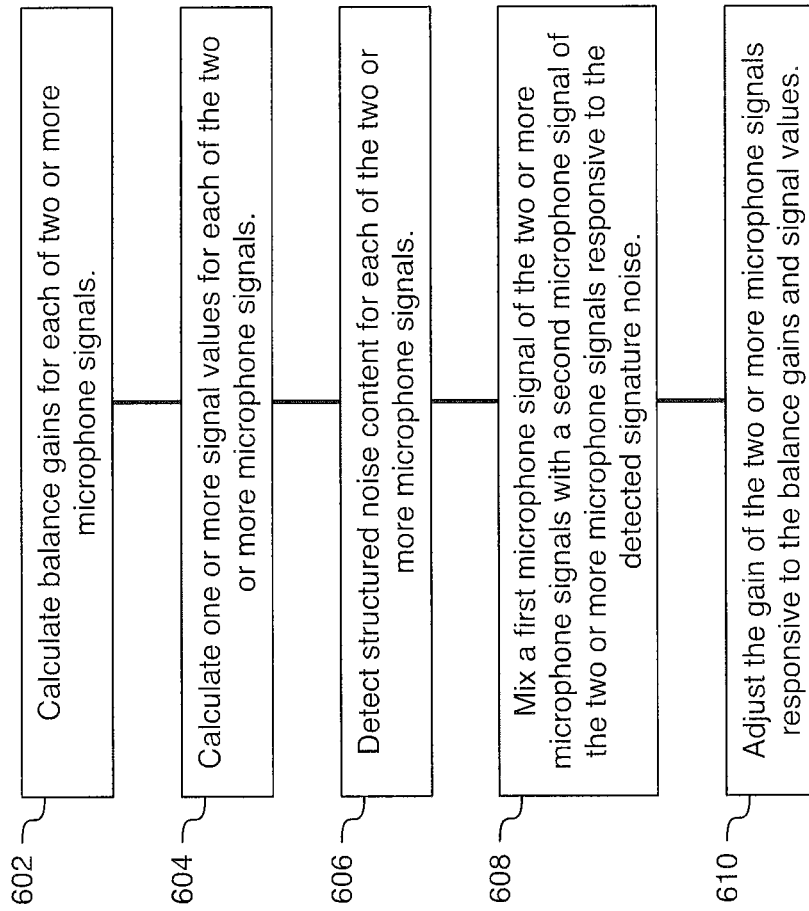 602
Calculate balance gains for each of two or more
microphone signals.
604
Calculate one or more signal values for each of the two
or more microphone signals.
606
Detect structured noise content for each of the two or
more microphone signals.
608
Mix a first microphone signal of the two or more
microphone signals with a second microphone signal of
the two or more microphone signals responsive to the
detected signature noise.
610
Adjust the gain of the two or more microphone signals
responsive to the balance gains and signal values.